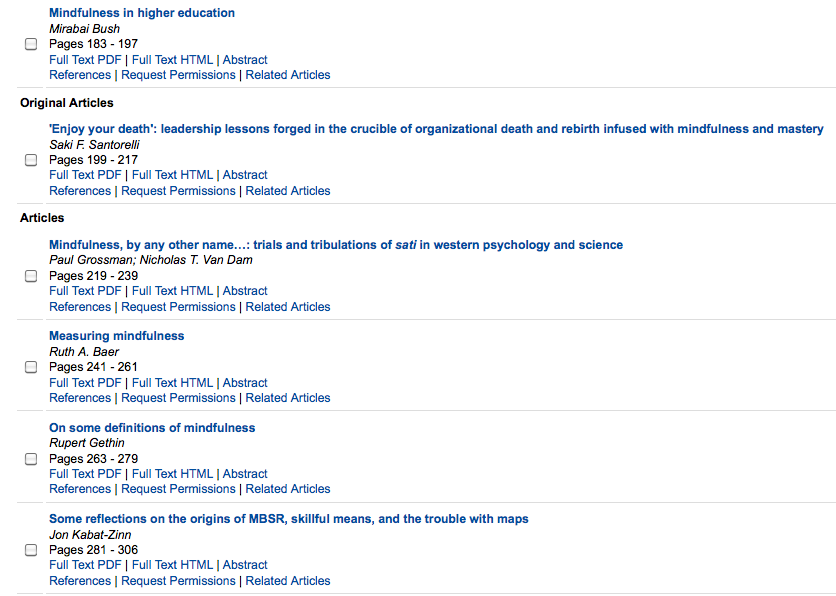 Mindfulness in higher education
Mirabai Bush
Pages 183 - 197
Full Text PDF | Full Text HTML | Abstract
References | Request Permissions | Related Articles
Original Articles
'Enjoy your death': leadership lessons forged in the crucible of organizational death and rebirth infused with mindfulness and mastery
Saki F. Santorelli
Pages 199 - 217
Full Text PDF | Full Text HTML | Abstract
References | Request Permissions | Related Articles
Articles
Mindfulness, by any other name…: trials and tribulations of sati in western psychology and science
Paul Grossman; Nicholas T. Van Dam
Pages 219 - 239
Full Text PDF | Full Text HTML | Abstract
References | Request Permissions | Related Articles
Measuring mindfulness
Ruth A. Baer
Pages 241 - 261
Full Text PDF | Full Text HTML | Abstract
References | Request Permissions | Related Articles
On some definitions of mindfulness
Rupert Gethin
Pages 263 - 279
Full Text PDF | Full Text HTML | Abstract
References | Request Permissions | Related Articles
Some reflections on the origins of MBSR, skillful means, and the trouble with maps
Jon Kabat-Zinn
Pages 281 - 306
Full Text PDF | Full Text HTML | Abstract
References | Request Permissions | Related Articles